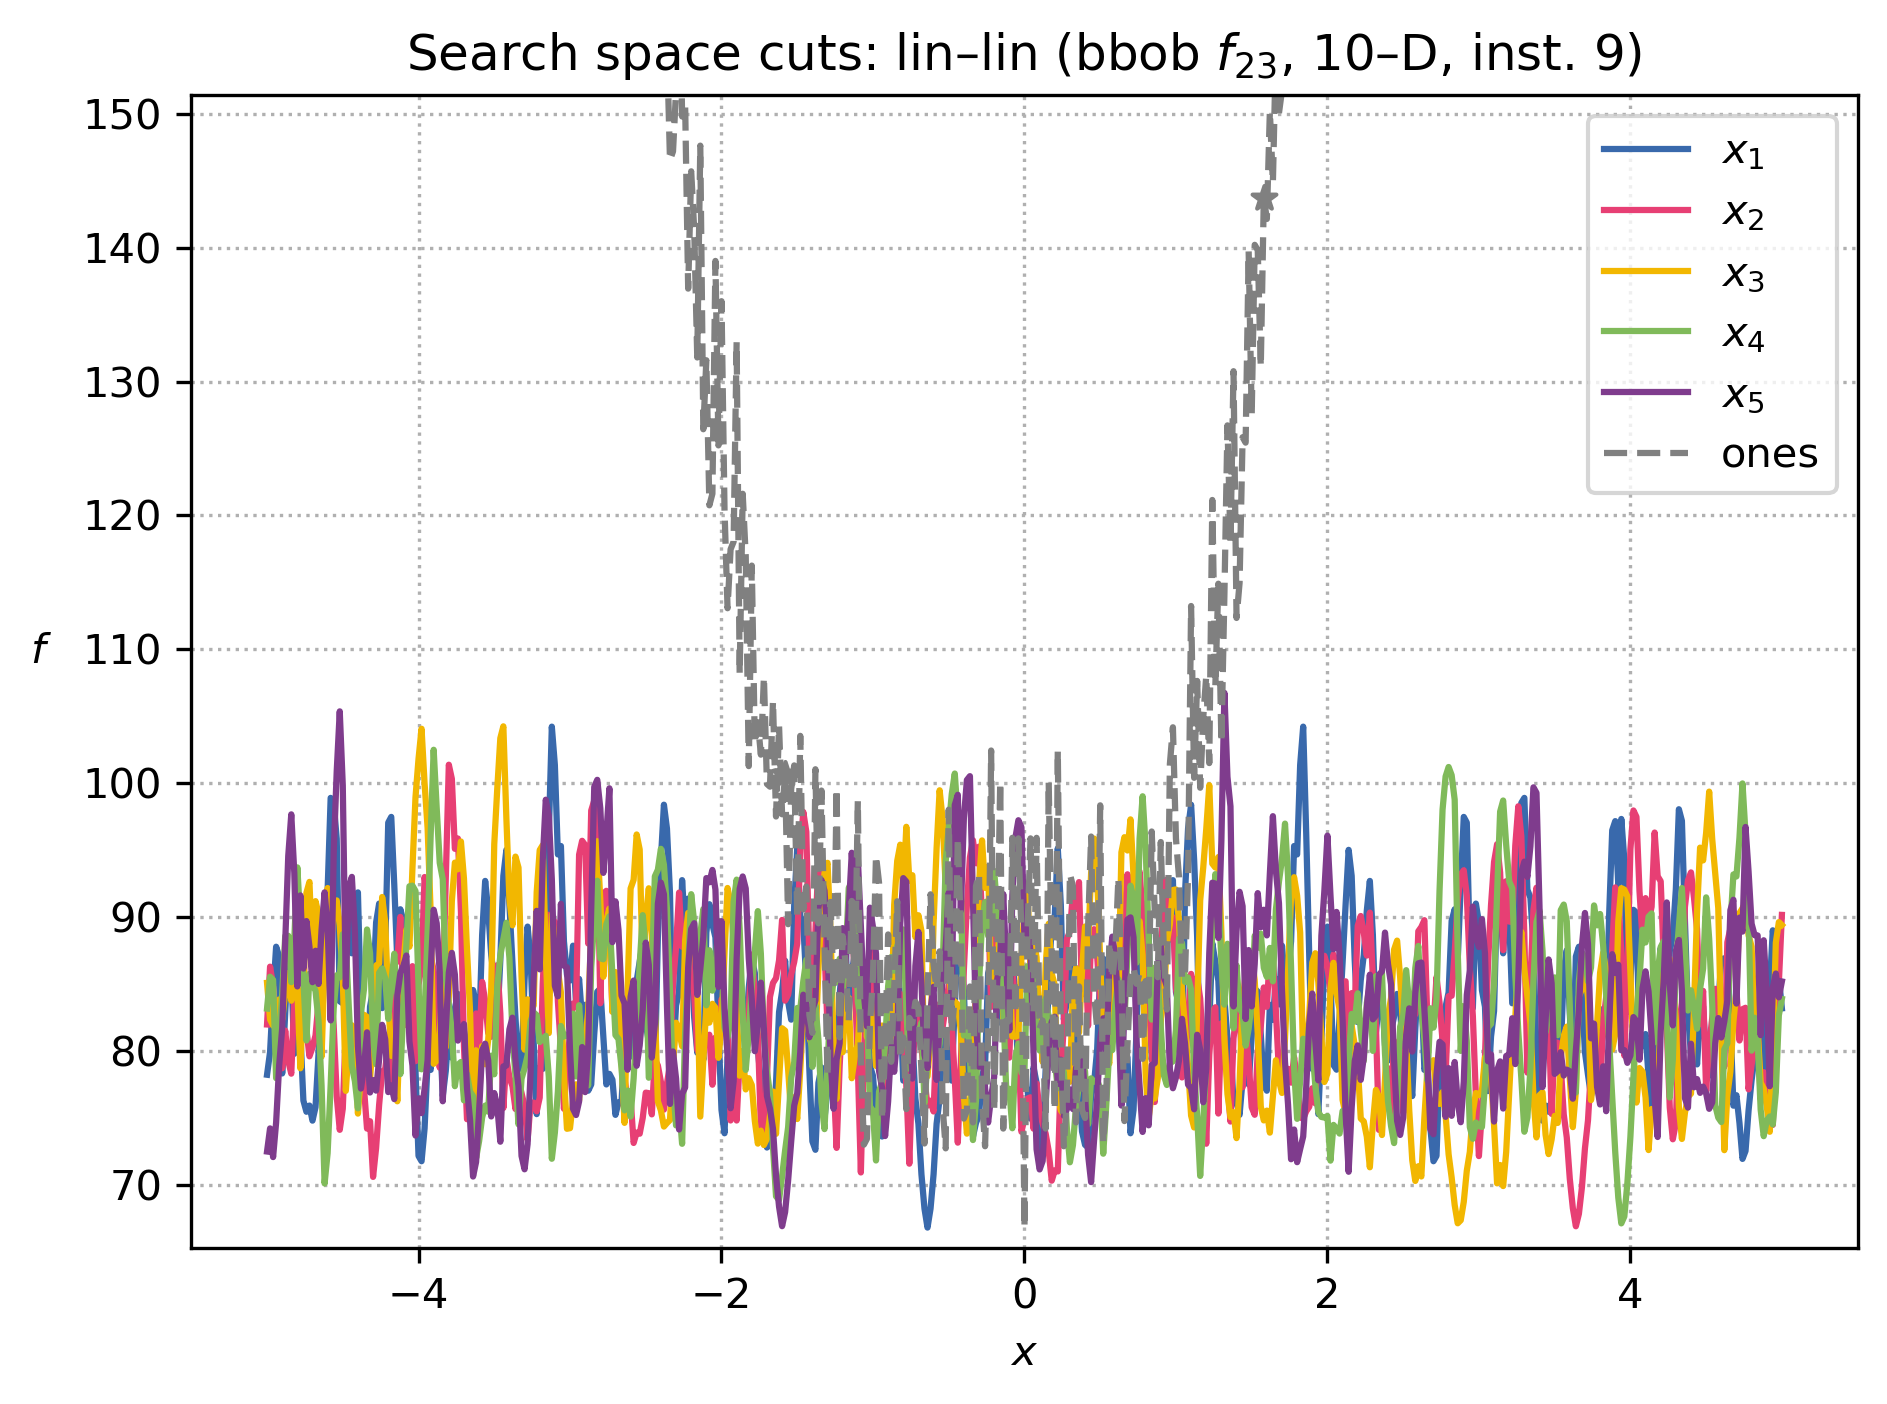 Search space cuts: lin–lin (bbob f₂₃, 10–D, inst. 9)
150
140
130
120
110
100
90
80
70
f
x₁
x₂
x₃
x₄
x₅
ones
−4
−2
0
2
4
x